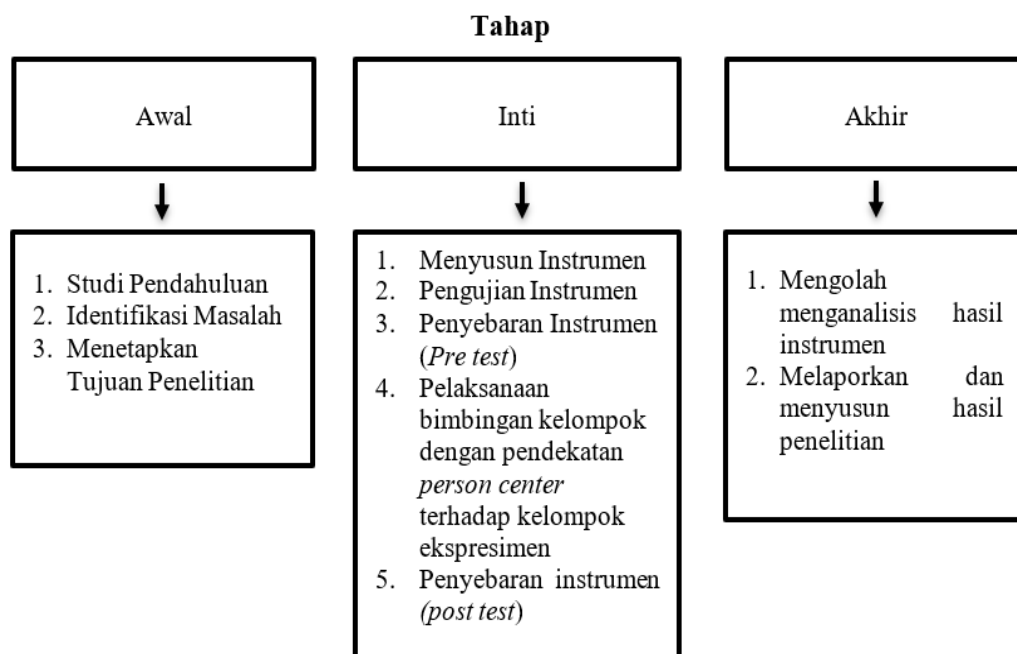 Tahap
Awal
Inti
Akhir
1. Studi Pendahuluan
2. Identifikasi Masalah
3. Menetapkan
Tujuan Penelitian
1. Menyusun Instrumen
2. Pengujian Instrumen
3. Penyebaran Instrumen
(Pre test)
4. Pelaksanaan
bimbingan kelompok
dengan pendekatan
person center
terhadap kelompok
ekspresimen
5. Penyebaran instrumen
(post test)
1. Mengolah
menganalisis hasil
instrumen
2. Melaporkan dan
menyusun hasil
penelitian